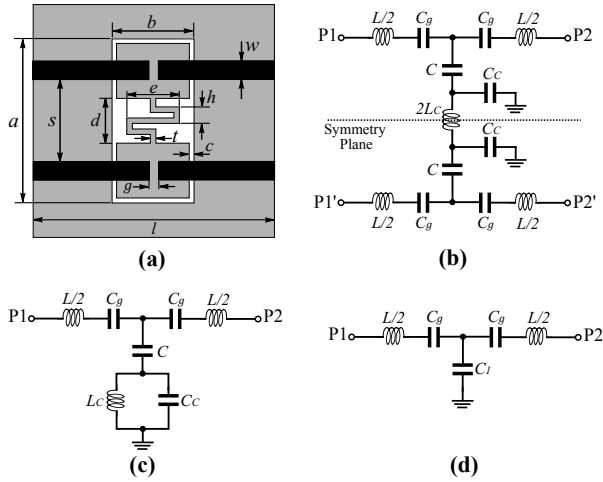 b
w
e
h
a
s
d
t
c
g
l
(a)
P1
L/2
Cg
Cg
L/2
P2
C
CC
2LC
Symmetry
Plane
CC
C
P1'
L/2
Cg
Cg
L/2
P2'
(b)
P1
L/2
Cg
Cg
L/2
P2
C
LC
CC
(c)
P1
L/2
Cg
Cg
L/2
P2
Cl
(d)